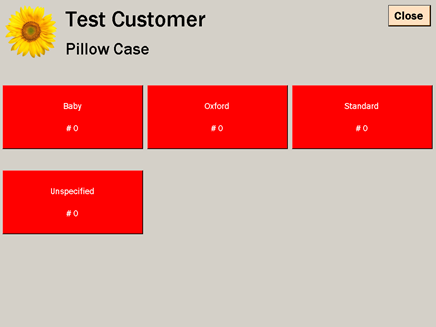 Test Customer
Close
Pillow Case
Baby
# 0
Oxford
# 0
Standard
# 0
Unspecified
# 0